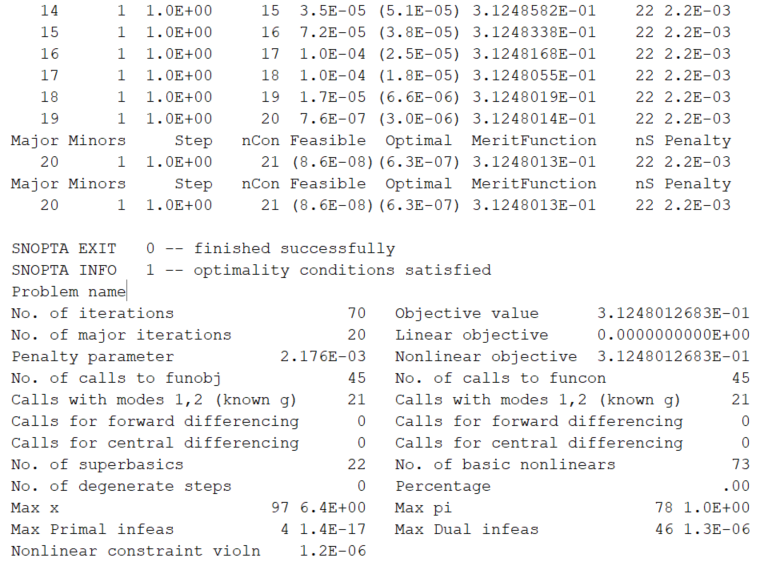 14 1 1.0E+00 15 3.5E-05 (5.1E-05) 3.1248582E-01 22 2.2E-03
15 1 1.0E+00 16 7.2E-05 (3.8E-05) 3.1248338E-01 22 2.2E-03
16 1 1.0E+00 17 1.0E-04 (2.5E-05) 3.1248168E-01 22 2.2E-03
17 1 1.0E+00 18 1.0E-04 (1.8E-05) 3.1248055E-01 22 2.2E-03
18 1 1.0E+00 19 1.7E-05 (6.6E-06) 3.1248019E-01 22 2.2E-03
19 1 1.0E+00 20 7.6E-07 (3.0E-06) 3.1248014E-01 22 2.2E-03
Major Minors Step nCon Feasible Optimal MeritFunction nS Penalty
20 1 1.0E+00 21 (8.6E-08)(6.3E-07) 3.1248013E-01 22 2.2E-03
Major Minors Step nCon Feasible Optimal MeritFunction nS Penalty
20 1 1.0E+00 21 (8.6E-08)(6.3E-07) 3.1248013E-01 22 2.2E-03
SNOPTA EXIT 0 -- finished successfully
SNOPTA INFO 1 -- optimality conditions satisfied
Problem name
No. of iterations 70 Objective value 3.1248012683E-01
No. of major iterations 20 Linear objective 0.0000000000E+00
Penalty parameter 2.176E-03 Nonlinear objective 3.1248012683E-01
No. of calls to funobj 45 No. of calls to funcon 45
Calls with modes 1,2 (known g) 21 Calls with modes 1,2 (known g) 21
Calls for forward differencing 0 Calls for forward differencing 0
Calls for central differencing 0 Calls for central differencing 0
No. of superbasics 22 No. of basic nonlinears 73
No. of degenerate steps 0 Percentage .00
Max x 97 6.4E+00 Max pi 78 1.0E+00
Max Primal infeas 4 1.4E-17 Max Dual infeas 46 1.3E-06
Nonlinear constraint violn 1.2E-06